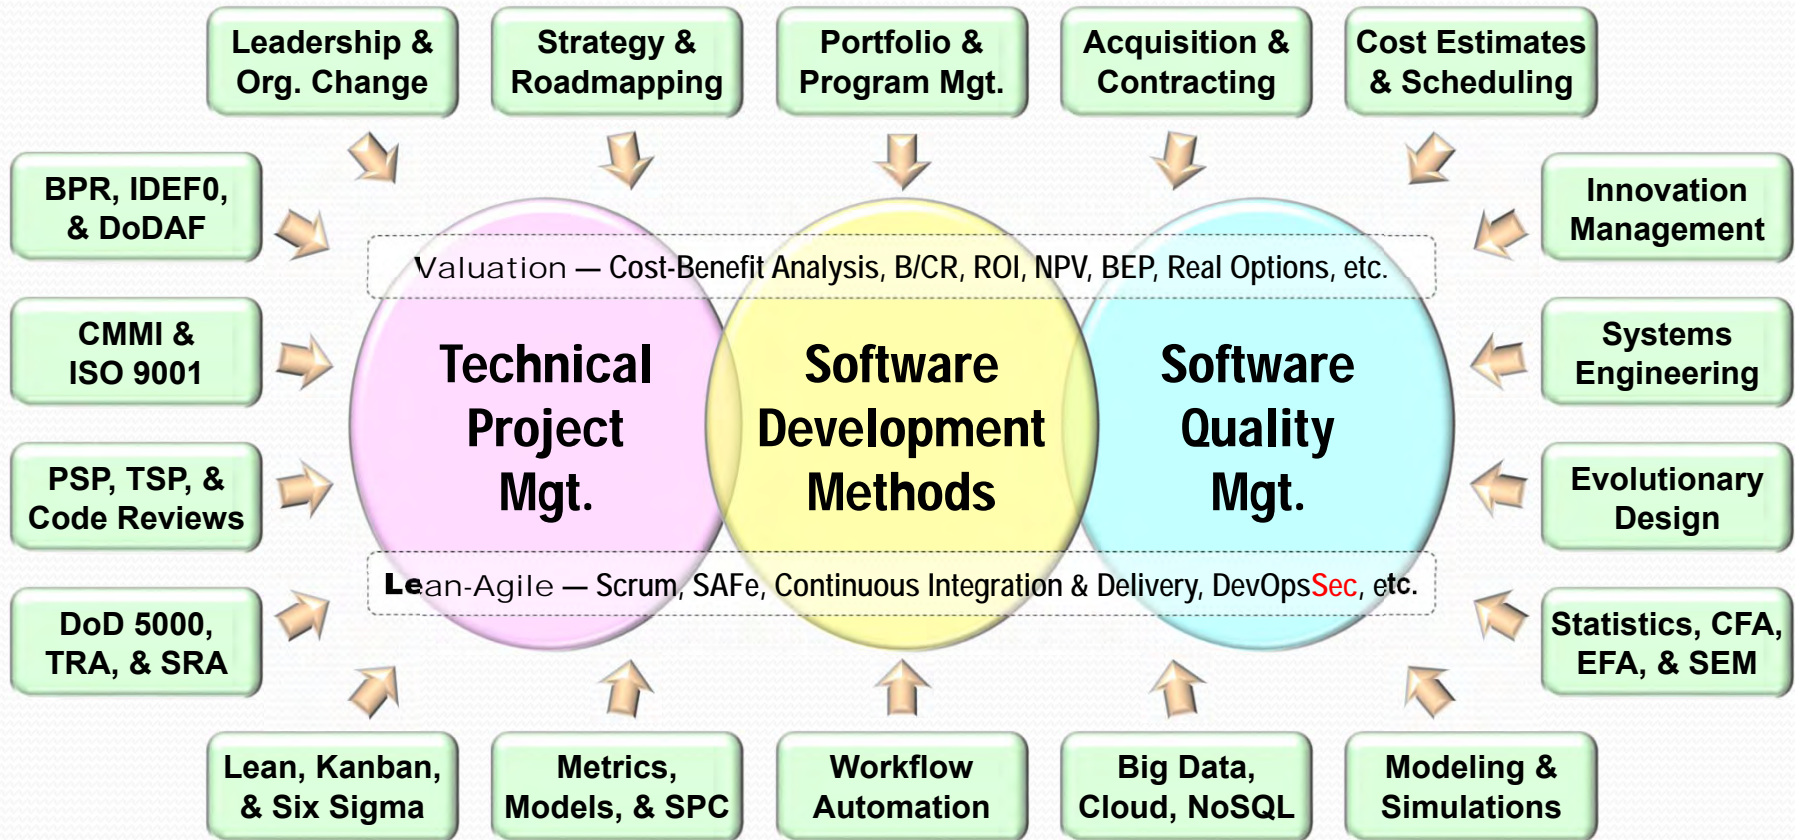 Leadership &
Org. Change
Strategy &
Roadmapping
Portfolio &
Program Mgt.
Acquisition &
Contracting
Cost Estimates
& Scheduling
BPR, IDEF0,
& DoDAF
CMMI &
ISO 9001
PSP, TSP, &
Code Reviews
DoD 5000,
TRA, & SRA
Valuation — Cost-Benefit Analysis, B/CR, ROI, NPV, BEP, Real Options, etc.
Technical
Project
Mgt.
Software
Development
Methods
Software
Quality
Mgt.
Lean-Agile — Scrum, SAFe, Continuous Integration & Delivery, DevOpsSec, etc.
Innovation
Management
Systems
Engineering
Evolutionary
Design
Statistics, CFA,
EFA, & SEM
Lean, Kanban,
& Six Sigma
Metrics,
Models, & SPC
Workflow
Automation
Big Data,
Cloud, NoSQL
Modeling &
Simulations